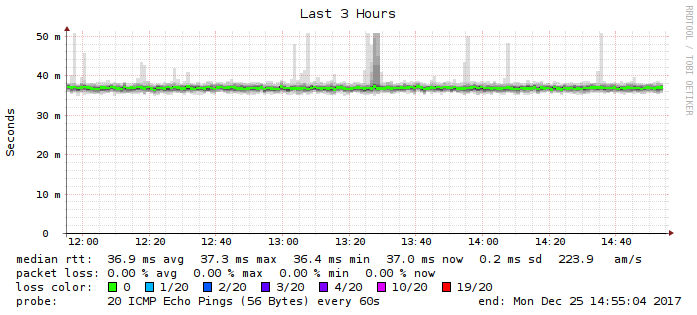 Last 3 Hours
RRDTOOL / TOBI OETIKER
Seconds
50 m
40 m
30 m
20 m
10 m
0
12:00 12:20 12:40 13:00 13:20 13:40 14:00 14:20 14:40
median rtt: 36.9 ms avg 37.3 ms max 36.4 ms min 37.0 ms now 0.2 ms sd 223.9 am/s
packet loss: 0.00 % avg 0.00 % max 0.00 % min 0.00 % now
loss color: 0 1/20 2/20 3/20 4/20 10/20 19/20
probe: 20 ICMP Echo Pings (56 Bytes) every 60s end: Mon Dec 25 14:55:04 2017